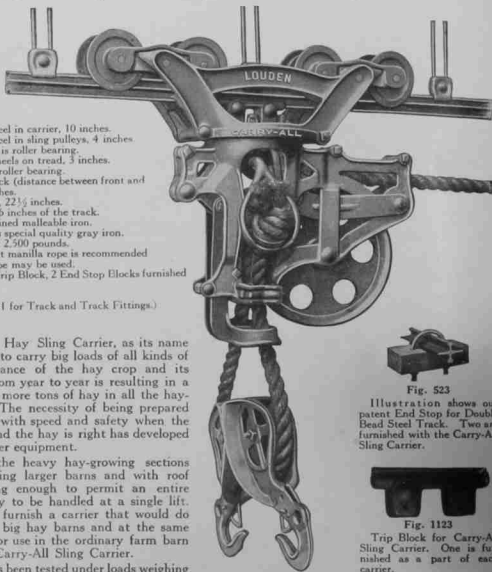 LOUDEN
CARRY-ALL
eel in carrier, 10 inches.
eel in sling pulleys, 4 inches
is roller bearing.
heels on tread, 3 inches.
roller bearing.
ck (distance between front and
hes.
, 22½ inches.
6 inches of the track.
ined malleable iron.
special quality gray iron.
2,500 pounds.
t manilla rope is recommended
pe may be used.
Trip Block, 2 End Stop Blocks furnished
1 for Track and Track Fittings.)
Hay Sling Carrier, as its name
to carry big loads of all kinds of
ance of the hay crop and its
om year to year is resulting in a
more tons of hay in all the hay-
The necessity of being prepared
with speed and safety when the
nd the hay is right has developed
er equipment.
the heavy hay-growing sections
ing larger barns and with roof
ng enough to permit an entire
y to be handled at a single lift.
furnish a carrier that would do
big hay barns and at the same
or use in the ordinary farm barn
Carry-All Sling Carrier.
s been tested under loads weighing
Fig. 523
Illustration shows ou
patent End Stop for Doubl
Bead Steel Track. Two ar
furnished with the Carry-A
Sling Carrier.
Fig. 1123
Trip Block for Carry-A
Sling Carrier. One is fu
nished as a part of eac
carrier.